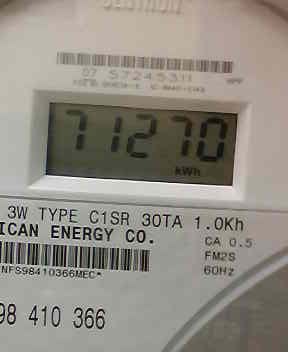 07 57245311
71270
kWh
3W TYPE C1SR 30TA 1.0Kh
ICAN ENERGY CO. CA 0.5
FM2S
NFS98410366MEC* 60Hz
98 410 366